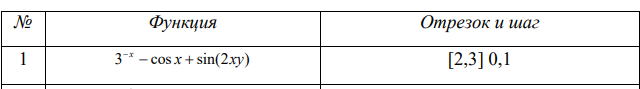 № Функция Отрезок и шаг
1 3⁻ˣ − cos x + sin(2xy) [2,3] 0,1